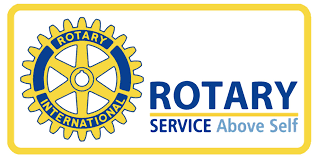 ROTARY
INTERNATIONAL
ROTARY
SERVICE Above Self